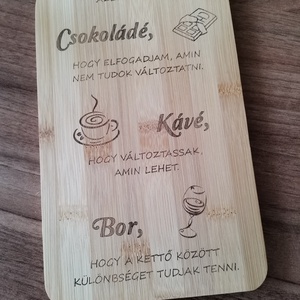 Csokoládé,
HOGY ELFOGADJAM, AMIN
NEM TUDOK VÁLTOZTATNI.
Kávé,
HOGY VÁLTOZTASSAK,
AMIN LEHET.
Bor,
HOGY A KETTŐ KÖZÖTT
KÜLÖNBSÉGET TUDJAK TENNI.